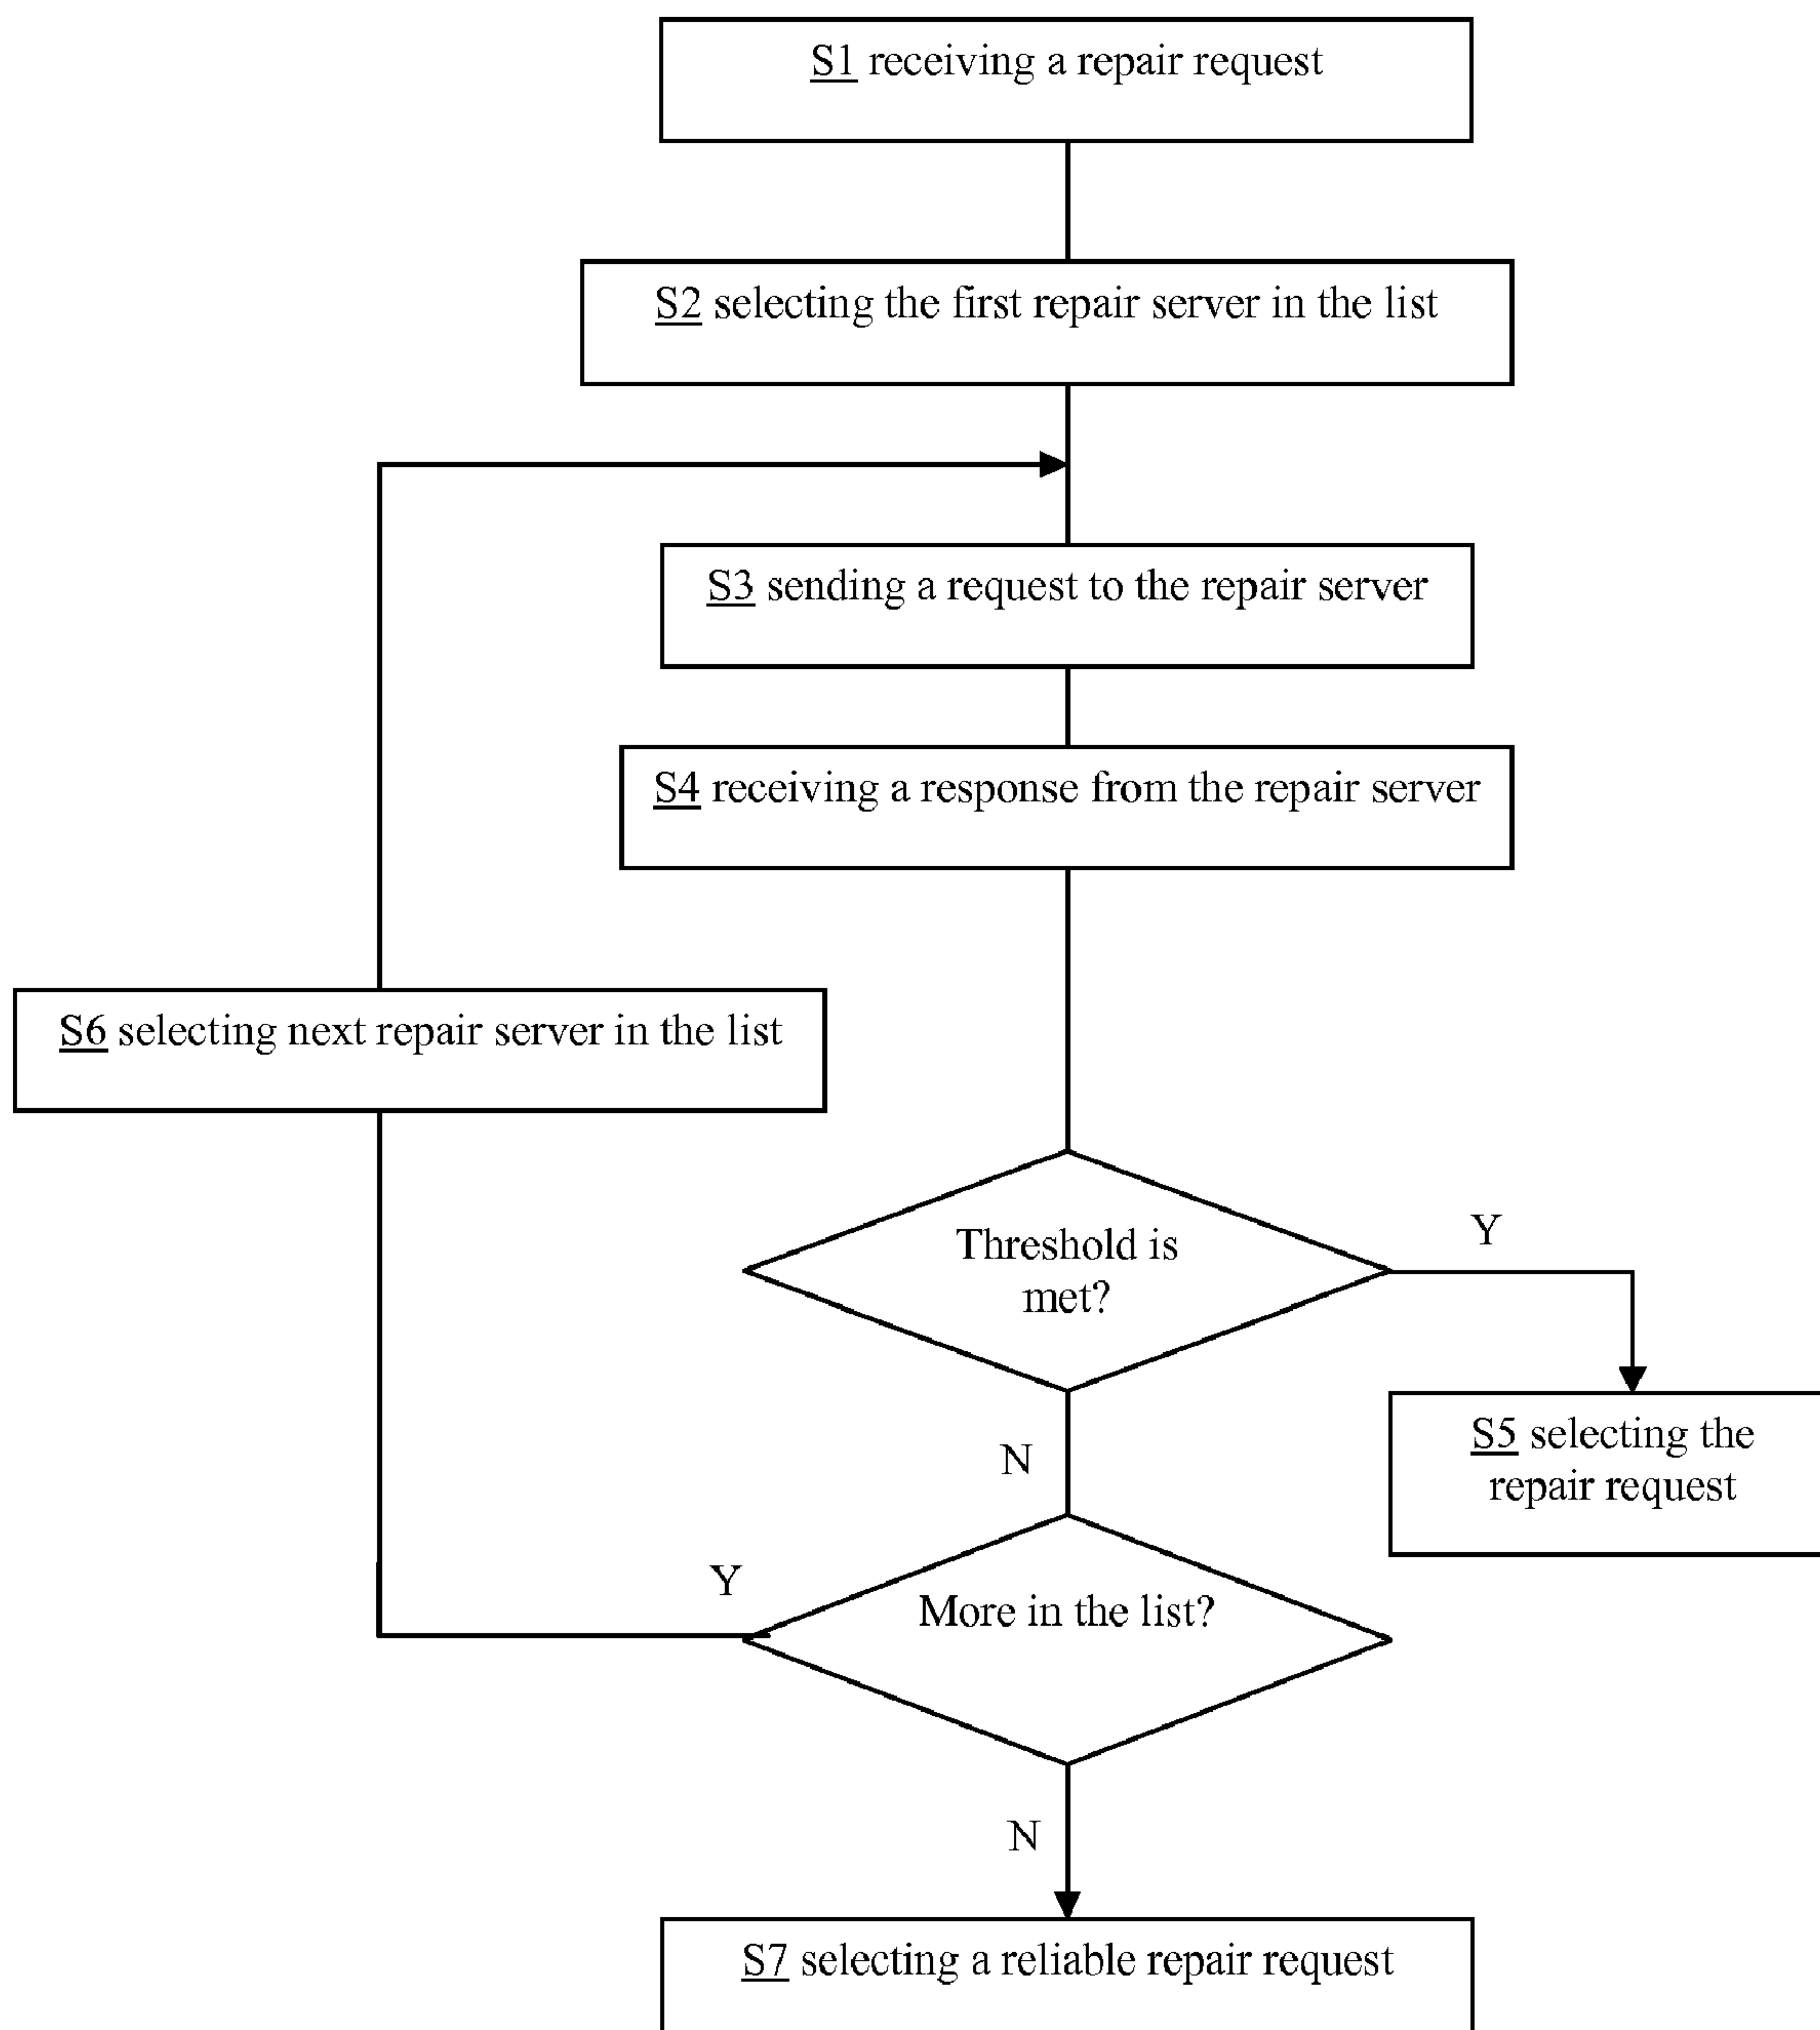 S1 receiving a repair request
S2 selecting the first repair server in the list
S3 sending a request to the repair server
S4 receiving a response from the repair server
S6 selecting next repair server in the list
Threshold is
met?
Y
S5 selecting the
repair request
N
Y
More in the list?
N
S7 selecting a reliable repair request